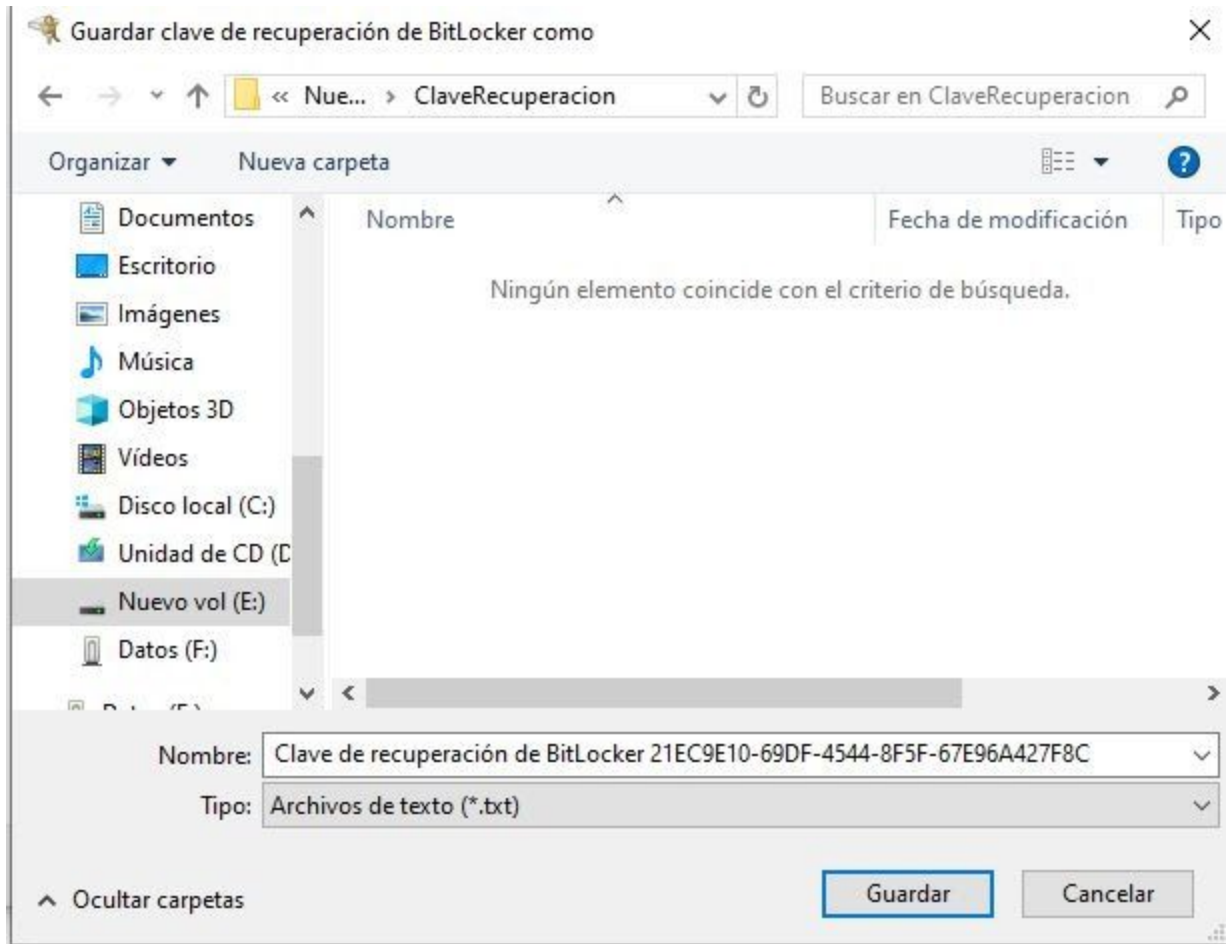 Guardar clave de recuperación de BitLocker como
« Nue... > ClaveRecuperacion
Buscar en ClaveRecuperacion
Organizar
Nueva carpeta
Nombre
Fecha de modificación
Tipo
Documentos
Escritorio
Imágenes
Música
Objetos 3D
Vídeos
Disco local (C:)
Unidad de CD (D
Nuevo vol (E:)
Datos (F:)
Ningún elemento coincide con el criterio de búsqueda.
Nombre: Clave de recuperación de BitLocker 21EC9E10-69DF-4544-8F5F-67E96A427F8C
Tipo: Archivos de texto (*.txt)
Ocultar carpetas
Guardar
Cancelar